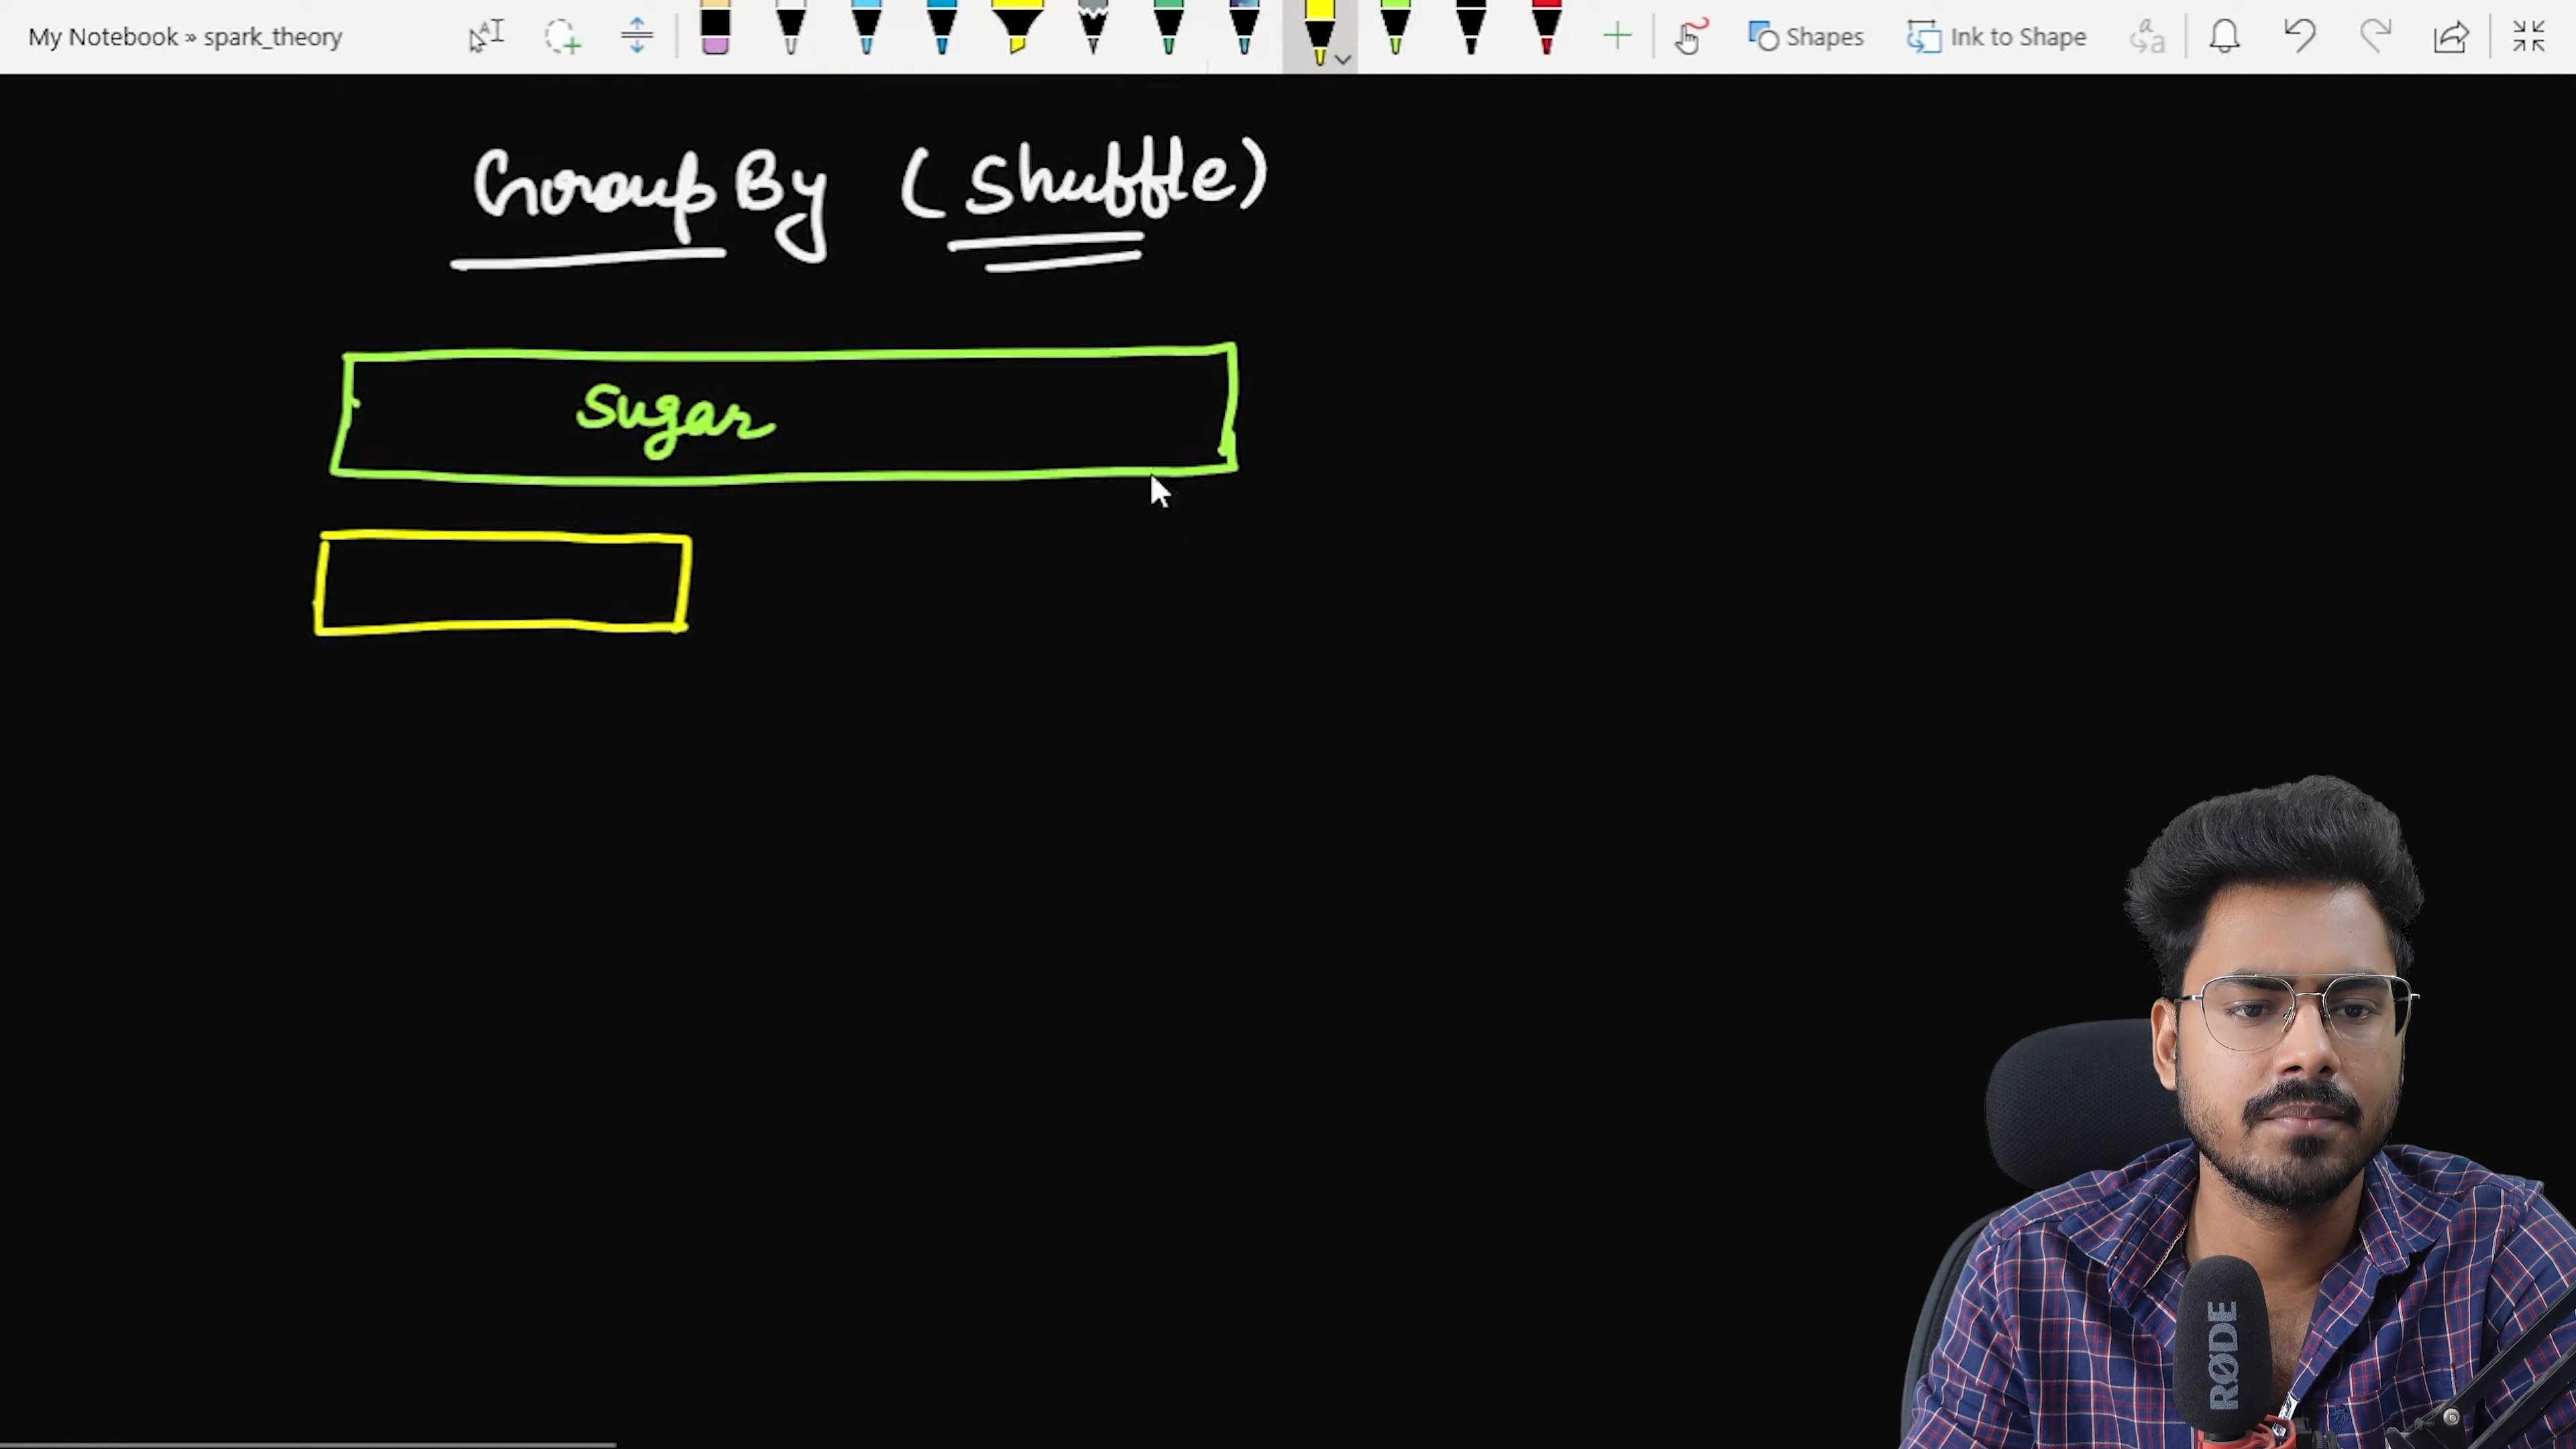 My Notebook » spark_theory
Shapes
Ink to Shape
GroupBy (Shuffle)
Sugar
RØDE